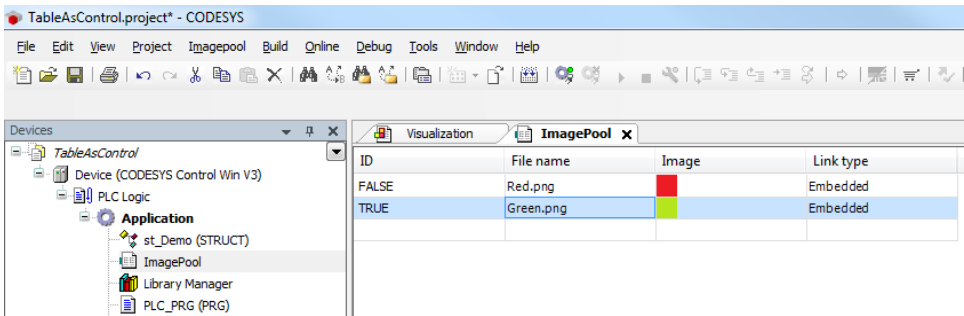 TableAsControl.project* - CODESYS
File Edit View Project Imagepool Build Online Debug Tools Window Help
Devices
TableAsControl
Device (CODESYS Control Win V3)
PLC Logic
Application
st_Demo (STRUCT)
ImagePool
Library Manager
PLC_PRG (PRG)
Visualization ImagePool
ID File name Image Link type
FALSE Red.png Embedded
TRUE Green.png Embedded